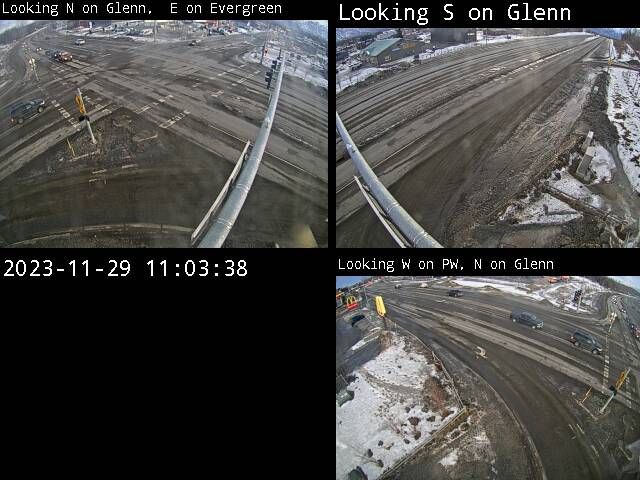 Looking N on Glenn,  E on Evergreen
Looking S on Glenn
2023-11-29 11:03:38
Looking W on PW, N on Glenn